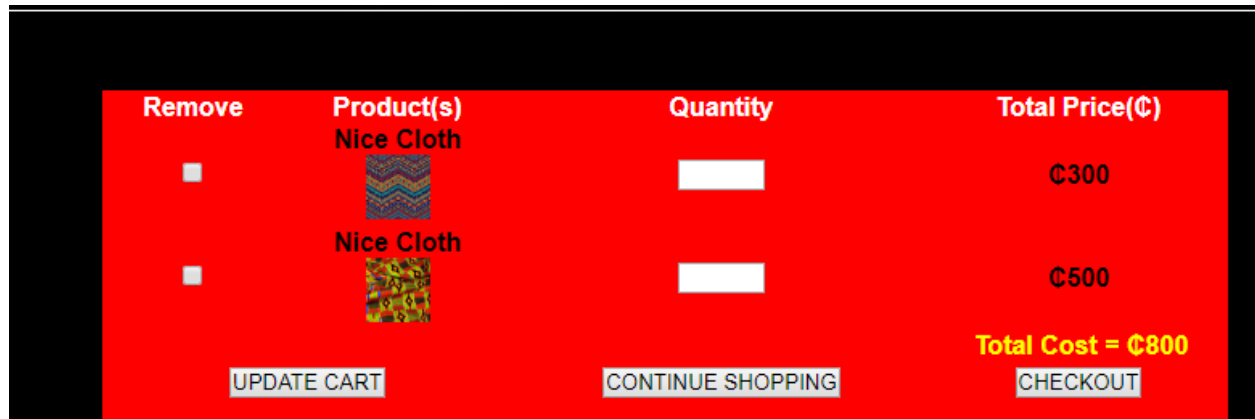 Remove Product(s) Quantity Total Price(₵)
Nice Cloth
₵300
Nice Cloth
₵500
Total Cost = ₵800
UPDATE CART CONTINUE SHOPPING CHECKOUT